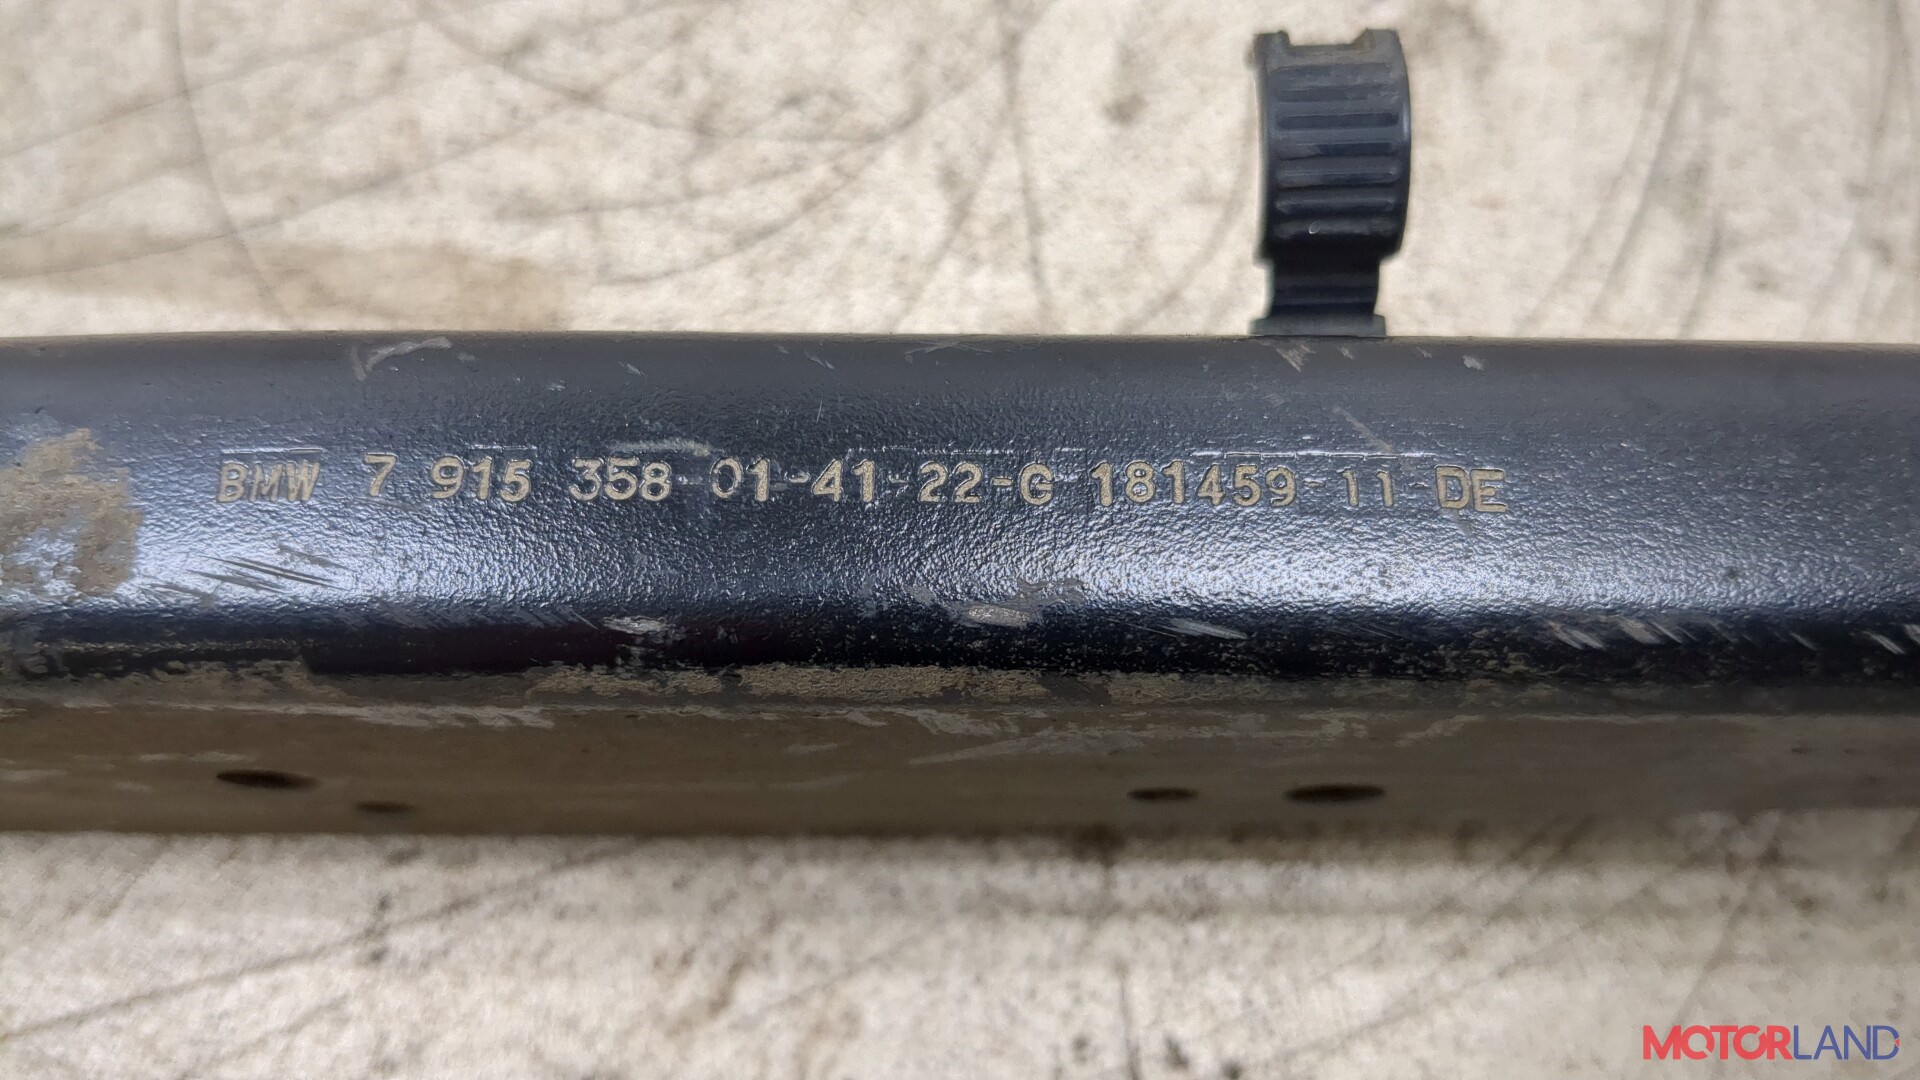 BMW 7 915 358-01-41-22-G 181459-11-DE
MOTORLAND